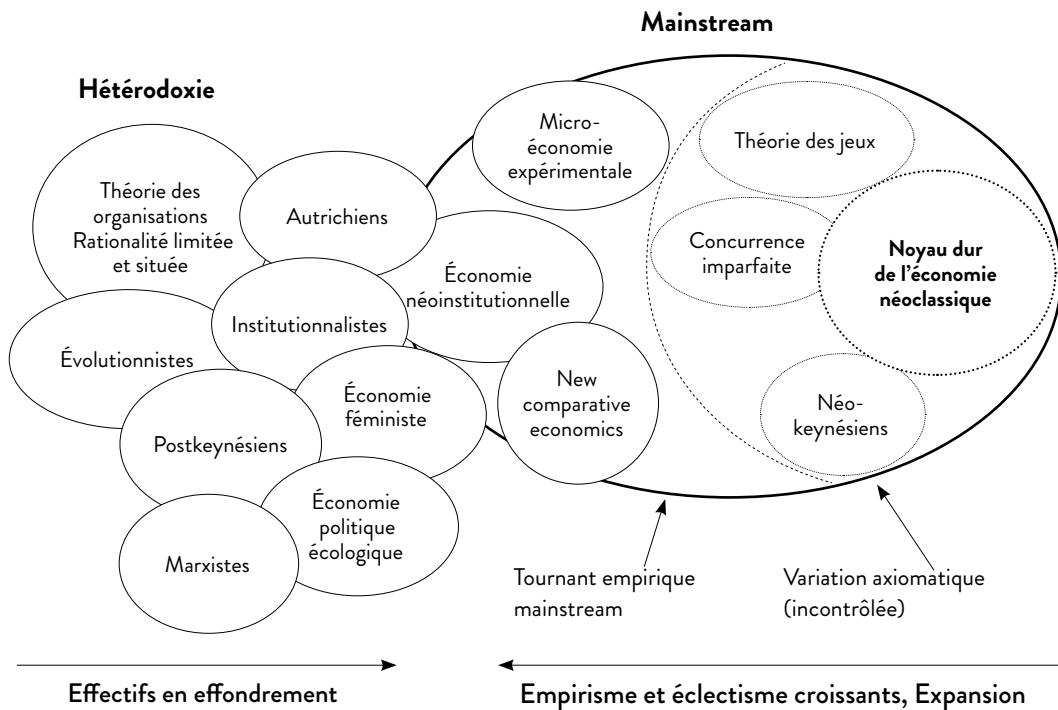 Mainstream
Hétérodoxie
Théorie des
organisations
Rationalité limitée
et située
Autrichiens
Micro-
économie
expérimentale
Théorie des jeux
Concurrence
imparfaite
Noyau dur
de l’économie
néoclassique
Économie
néoinstitutionnelle
Institutionnalistes
Évolutionnistes
Économie
féministe
New
comparative
economics
Néo-
keynésiens
Postkeynésiens
Économie
politique
écologique
Marxistes
Tournant empirique
mainstream
Variation axiomatique
(incontrôlée)
Effectifs en effondrement
Empirisme et éclectisme croissants, Expansion